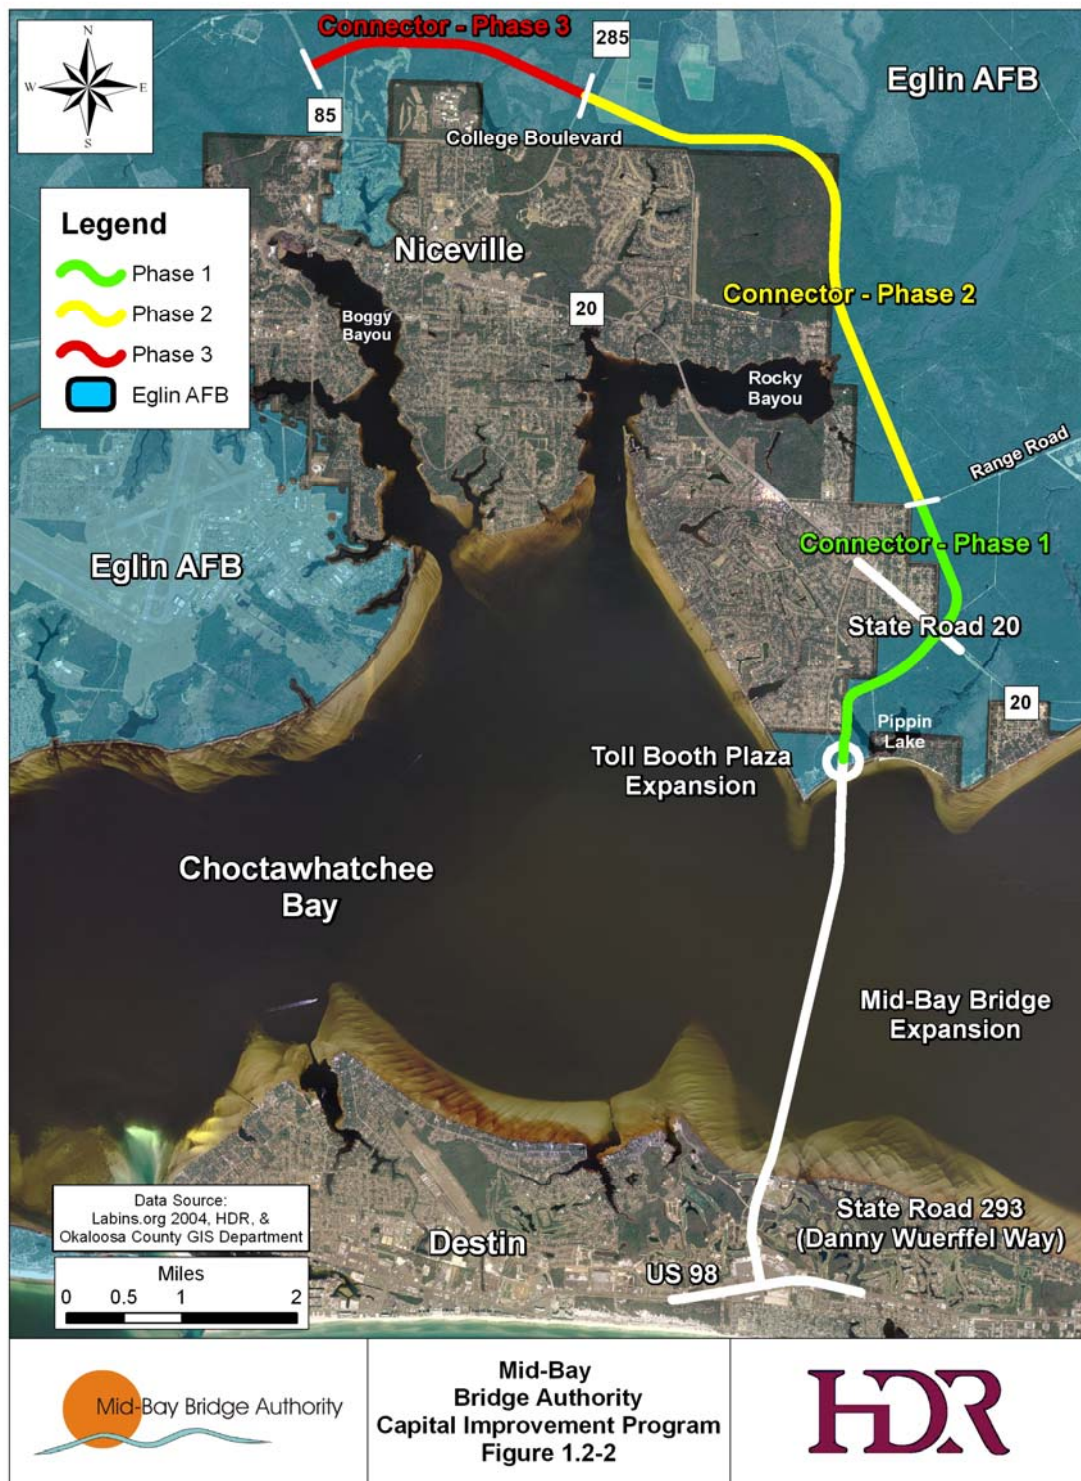 Connector - Phase 3
285
N
W
E
S
85
Eglin AFB
College Boulevard
Legend
Phase 1
Phase 2
Phase 3
Eglin AFB
Niceville
20
Connector - Phase 2
Boggy
Bayou
Rocky
Bayou
Range Road
Connector - Phase 1
Eglin AFB
State Road 20
20
Pippin
Lake
Toll Booth Plaza
Expansion
Choctawhatchee
Bay
Mid-Bay Bridge
Expansion
Data Source:
Labins.org 2004, HDR, &
Okaloosa County GIS Department
State Road 293
(Danny Wuerffel Way)
Destin
US 98
Miles
0 0.5 1 2
Mid-Bay Bridge Authority
Mid-Bay
Bridge Authority
Capital Improvement Program
Figure 1.2-2
HDR